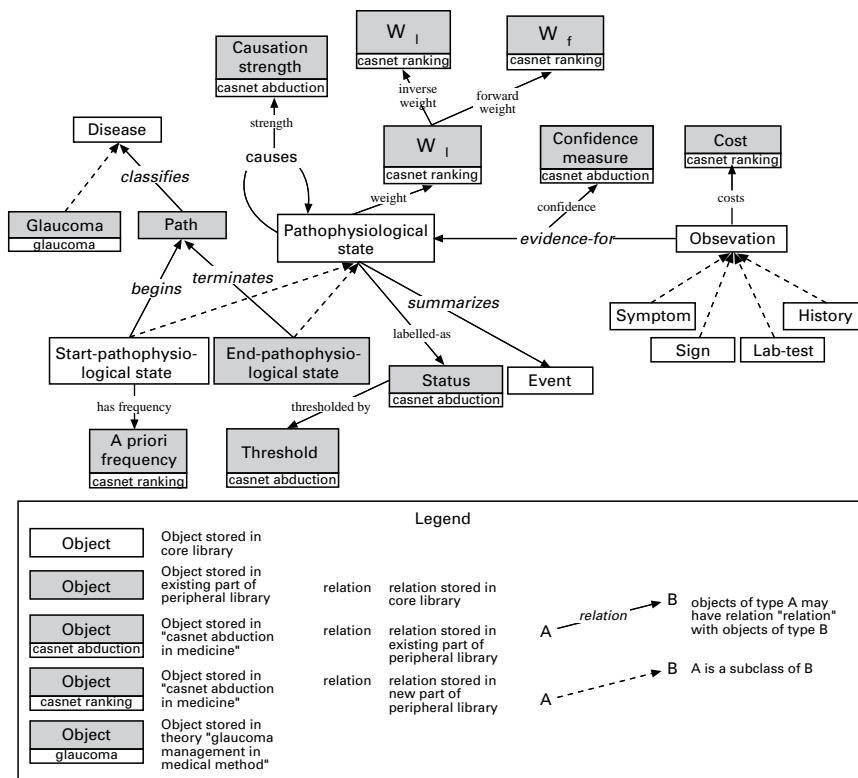 W I
casnet ranking
W f
casnet ranking
Causation
strength
casnet abduction
inverse
weight
forward
weight
strength
Disease
causes
W I
casnet ranking
Confidence
measure
casnet abduction
Cost
casnet ranking
classifies
weight
confidence
costs
Glaucoma
glaucoma
Path
Pathophysiological
state
evidence-for
Obsevation
begins
terminates
summarizes
Symptom
History
labelled-as
Sign
Lab-test
Start-pathophysio-
logical state
End-pathophysio-
logical state
Status
casnet abduction
Event
has frequency
thresholded by
A priori
frequency
casnet ranking
Threshold
casnet abduction
Legend
Object
Object stored in
core library
Object
Object stored in
existing part of
peripheral library
Object
casnet abduction
Object stored in
"casnet abduction
in medicine"
Object
casnet ranking
Object stored in
"casnet abduction
in medicine"
Object
glaucoma
Object stored in
theory "glaucoma
management in
medical method"
relation
relation stored in
core library
relation
relation stored in
existing part of
peripheral library
relation
relation stored in
new part of
peripheral library
A
relation
B
objects of type A may
have relation "relation"
with objects of type B
A
B
A is a subclass of B